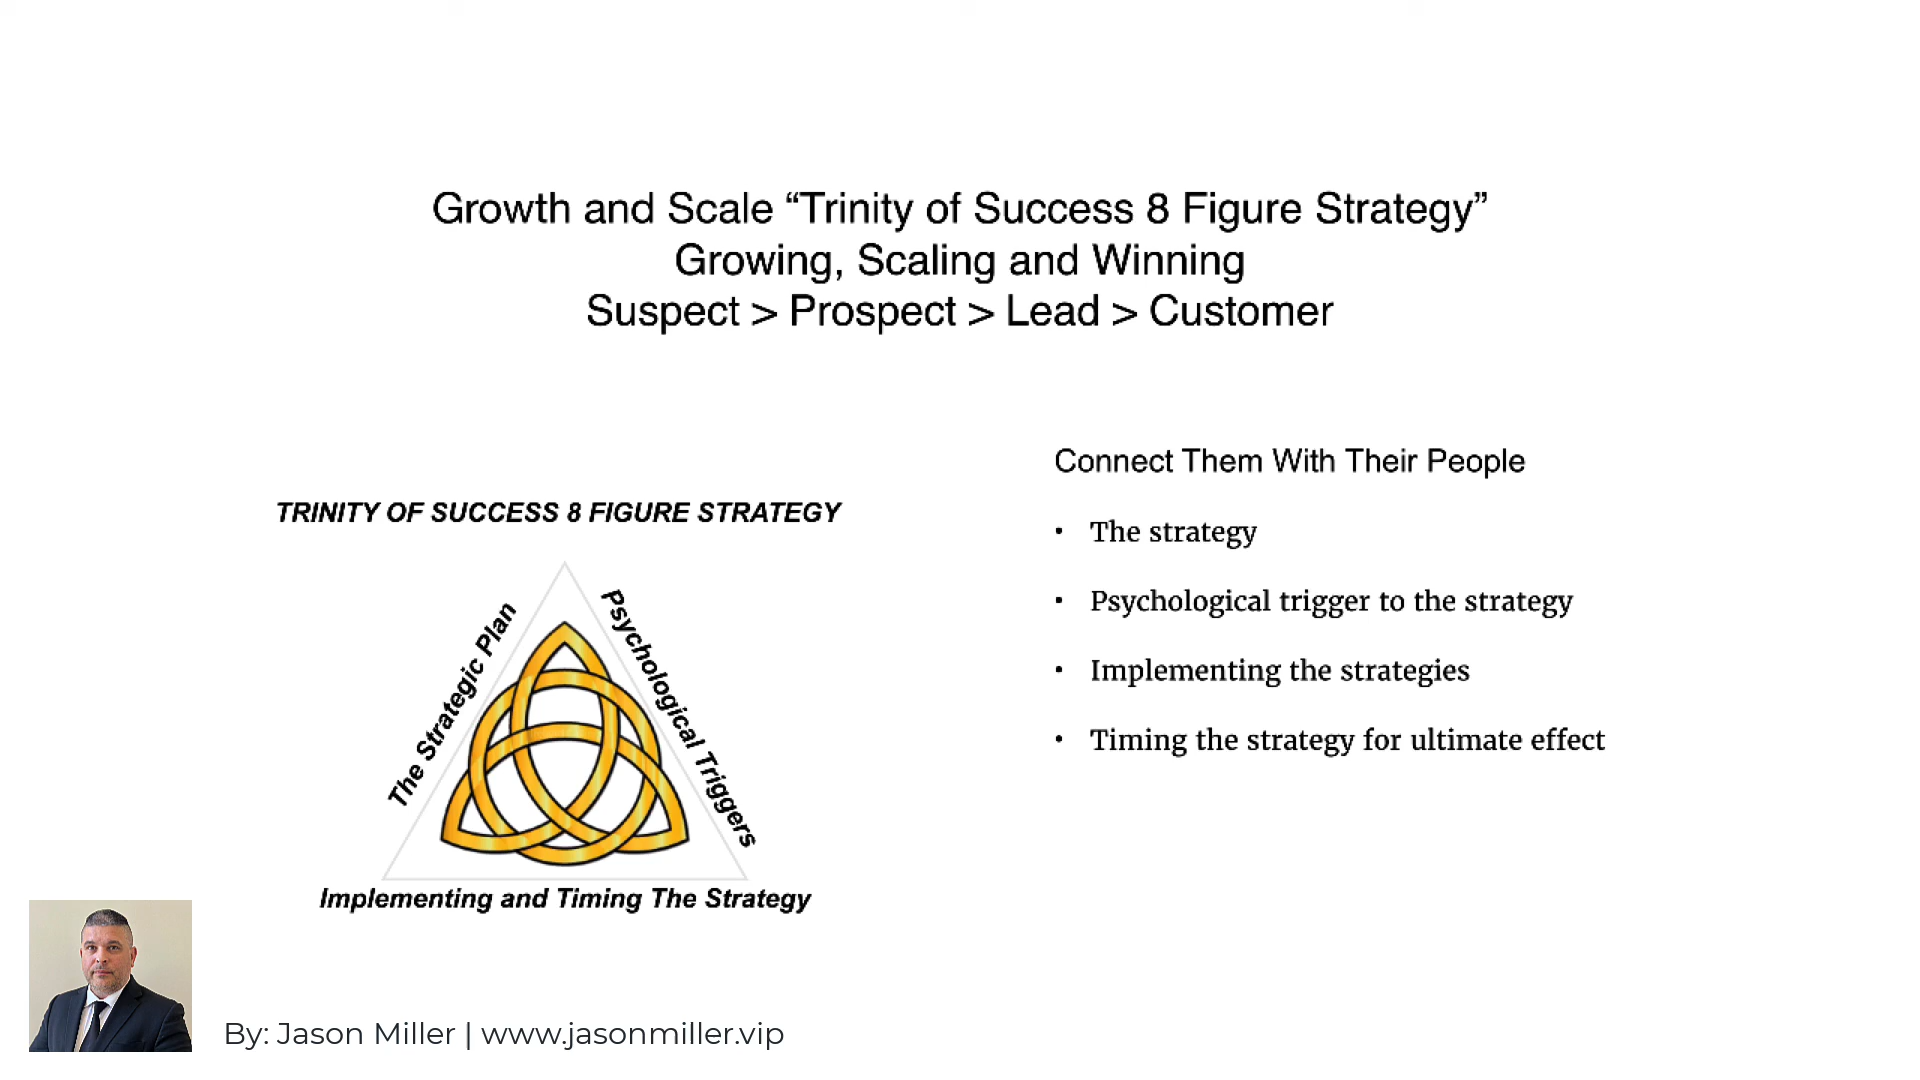 Growth and Scale “Trinity of Success 8 Figure Strategy”
Growing, Scaling and Winning
Suspect > Prospect > Lead > Customer
TRINITY OF SUCCESS 8 FIGURE STRATEGY
The Strategic Plan
Psychological Triggers
Implementing and Timing The Strategy
Connect Them With Their People
• The strategy
• Psychological trigger to the strategy
• Implementing the strategies
• Timing the strategy for ultimate effect
By: Jason Miller | www.jasonmiller.vip